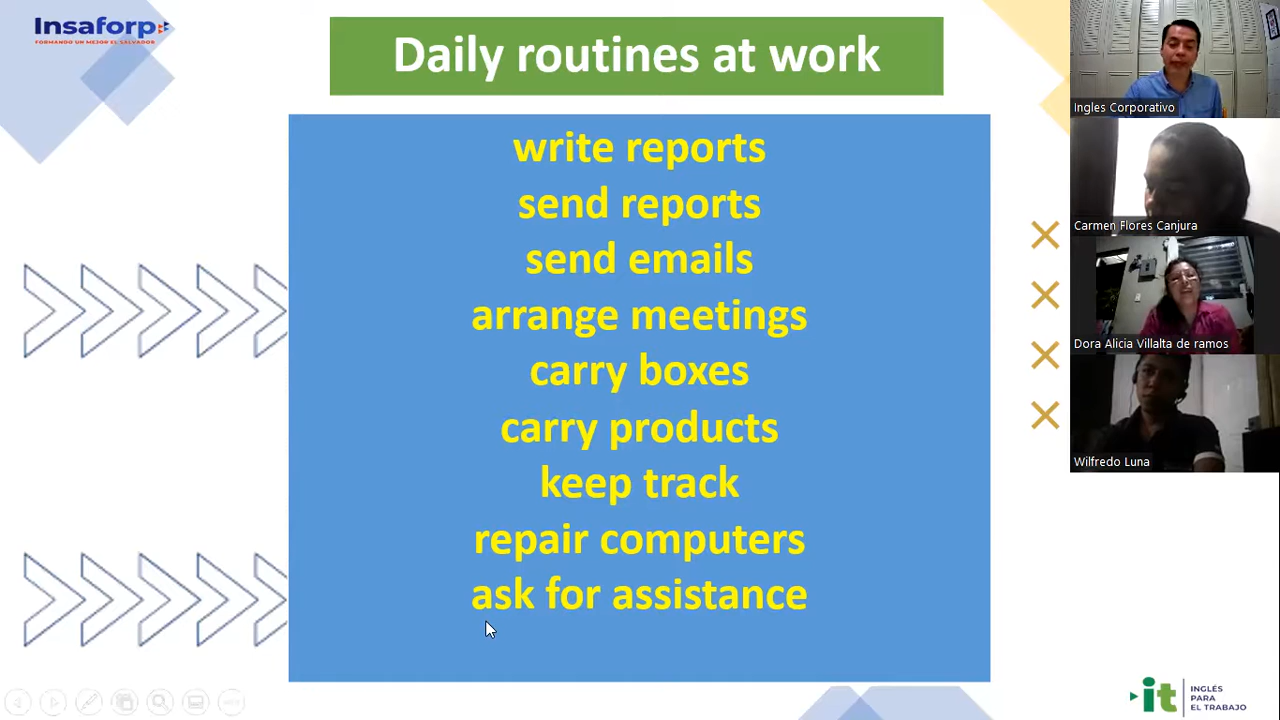 Insaforp
FORMANDO UN MEJOR EL SALVADOR
Daily routines at work
write reports
send reports
send emails
arrange meetings
carry boxes
carry products
keep track
repair computers
ask for assistance
Ingles Corporativo
Carmen Flores Canjura
Dora Alicia Villalta de ramos
Wilfredo Luna
it
INGLÉS
PARA
EL TRABAJO